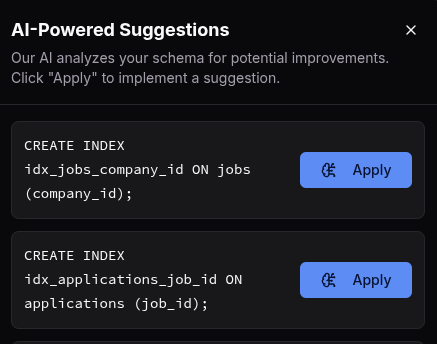 AI-Powered Suggestions
Our AI analyzes your schema for potential improvements.
Click "Apply" to implement a suggestion.
CREATE INDEX
idx_jobs_company_id ON jobs
(company_id);
Apply
CREATE INDEX
idx_applications_job_id ON
applications (job_id);
Apply